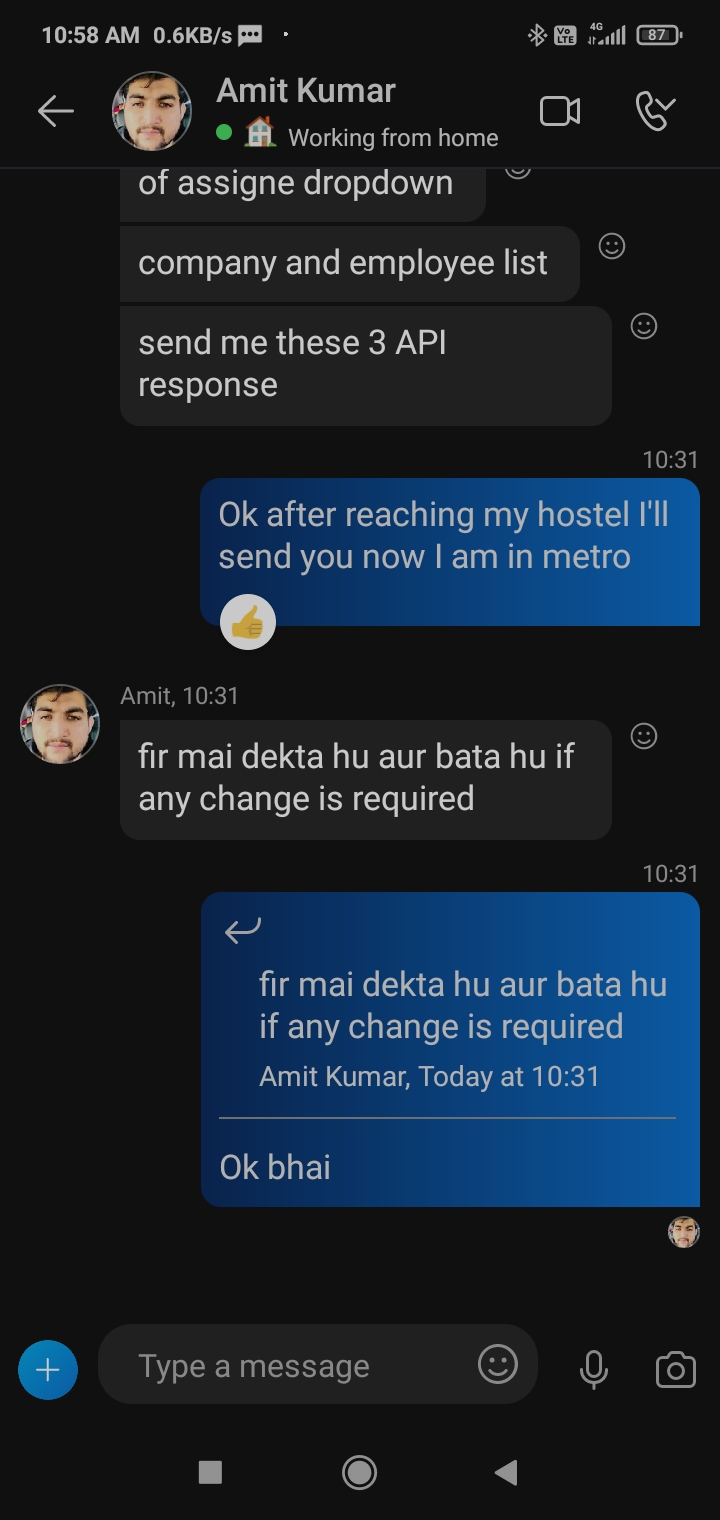 10:58 AM 0.6KB/s
Vo LTE 4G 87
Amit Kumar
Working from home
of assigne dropdown
company and employee list
send me these 3 API
response
10:31
Ok after reaching my hostel I'll
send you now I am in metro
Amit, 10:31
fir mai dekta hu aur bata hu if
any change is required
10:31
fir mai dekta hu aur bata hu
if any change is required
Amit Kumar, Today at 10:31
Ok bhai
Type a message